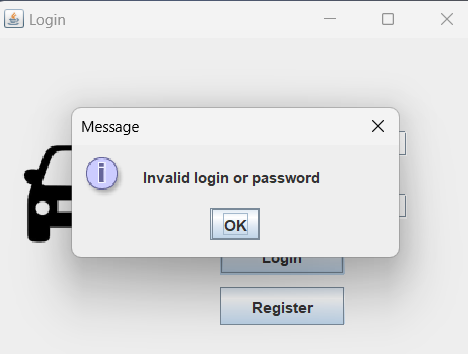 Login
Message
Invalid login or password
OK
Login
Register